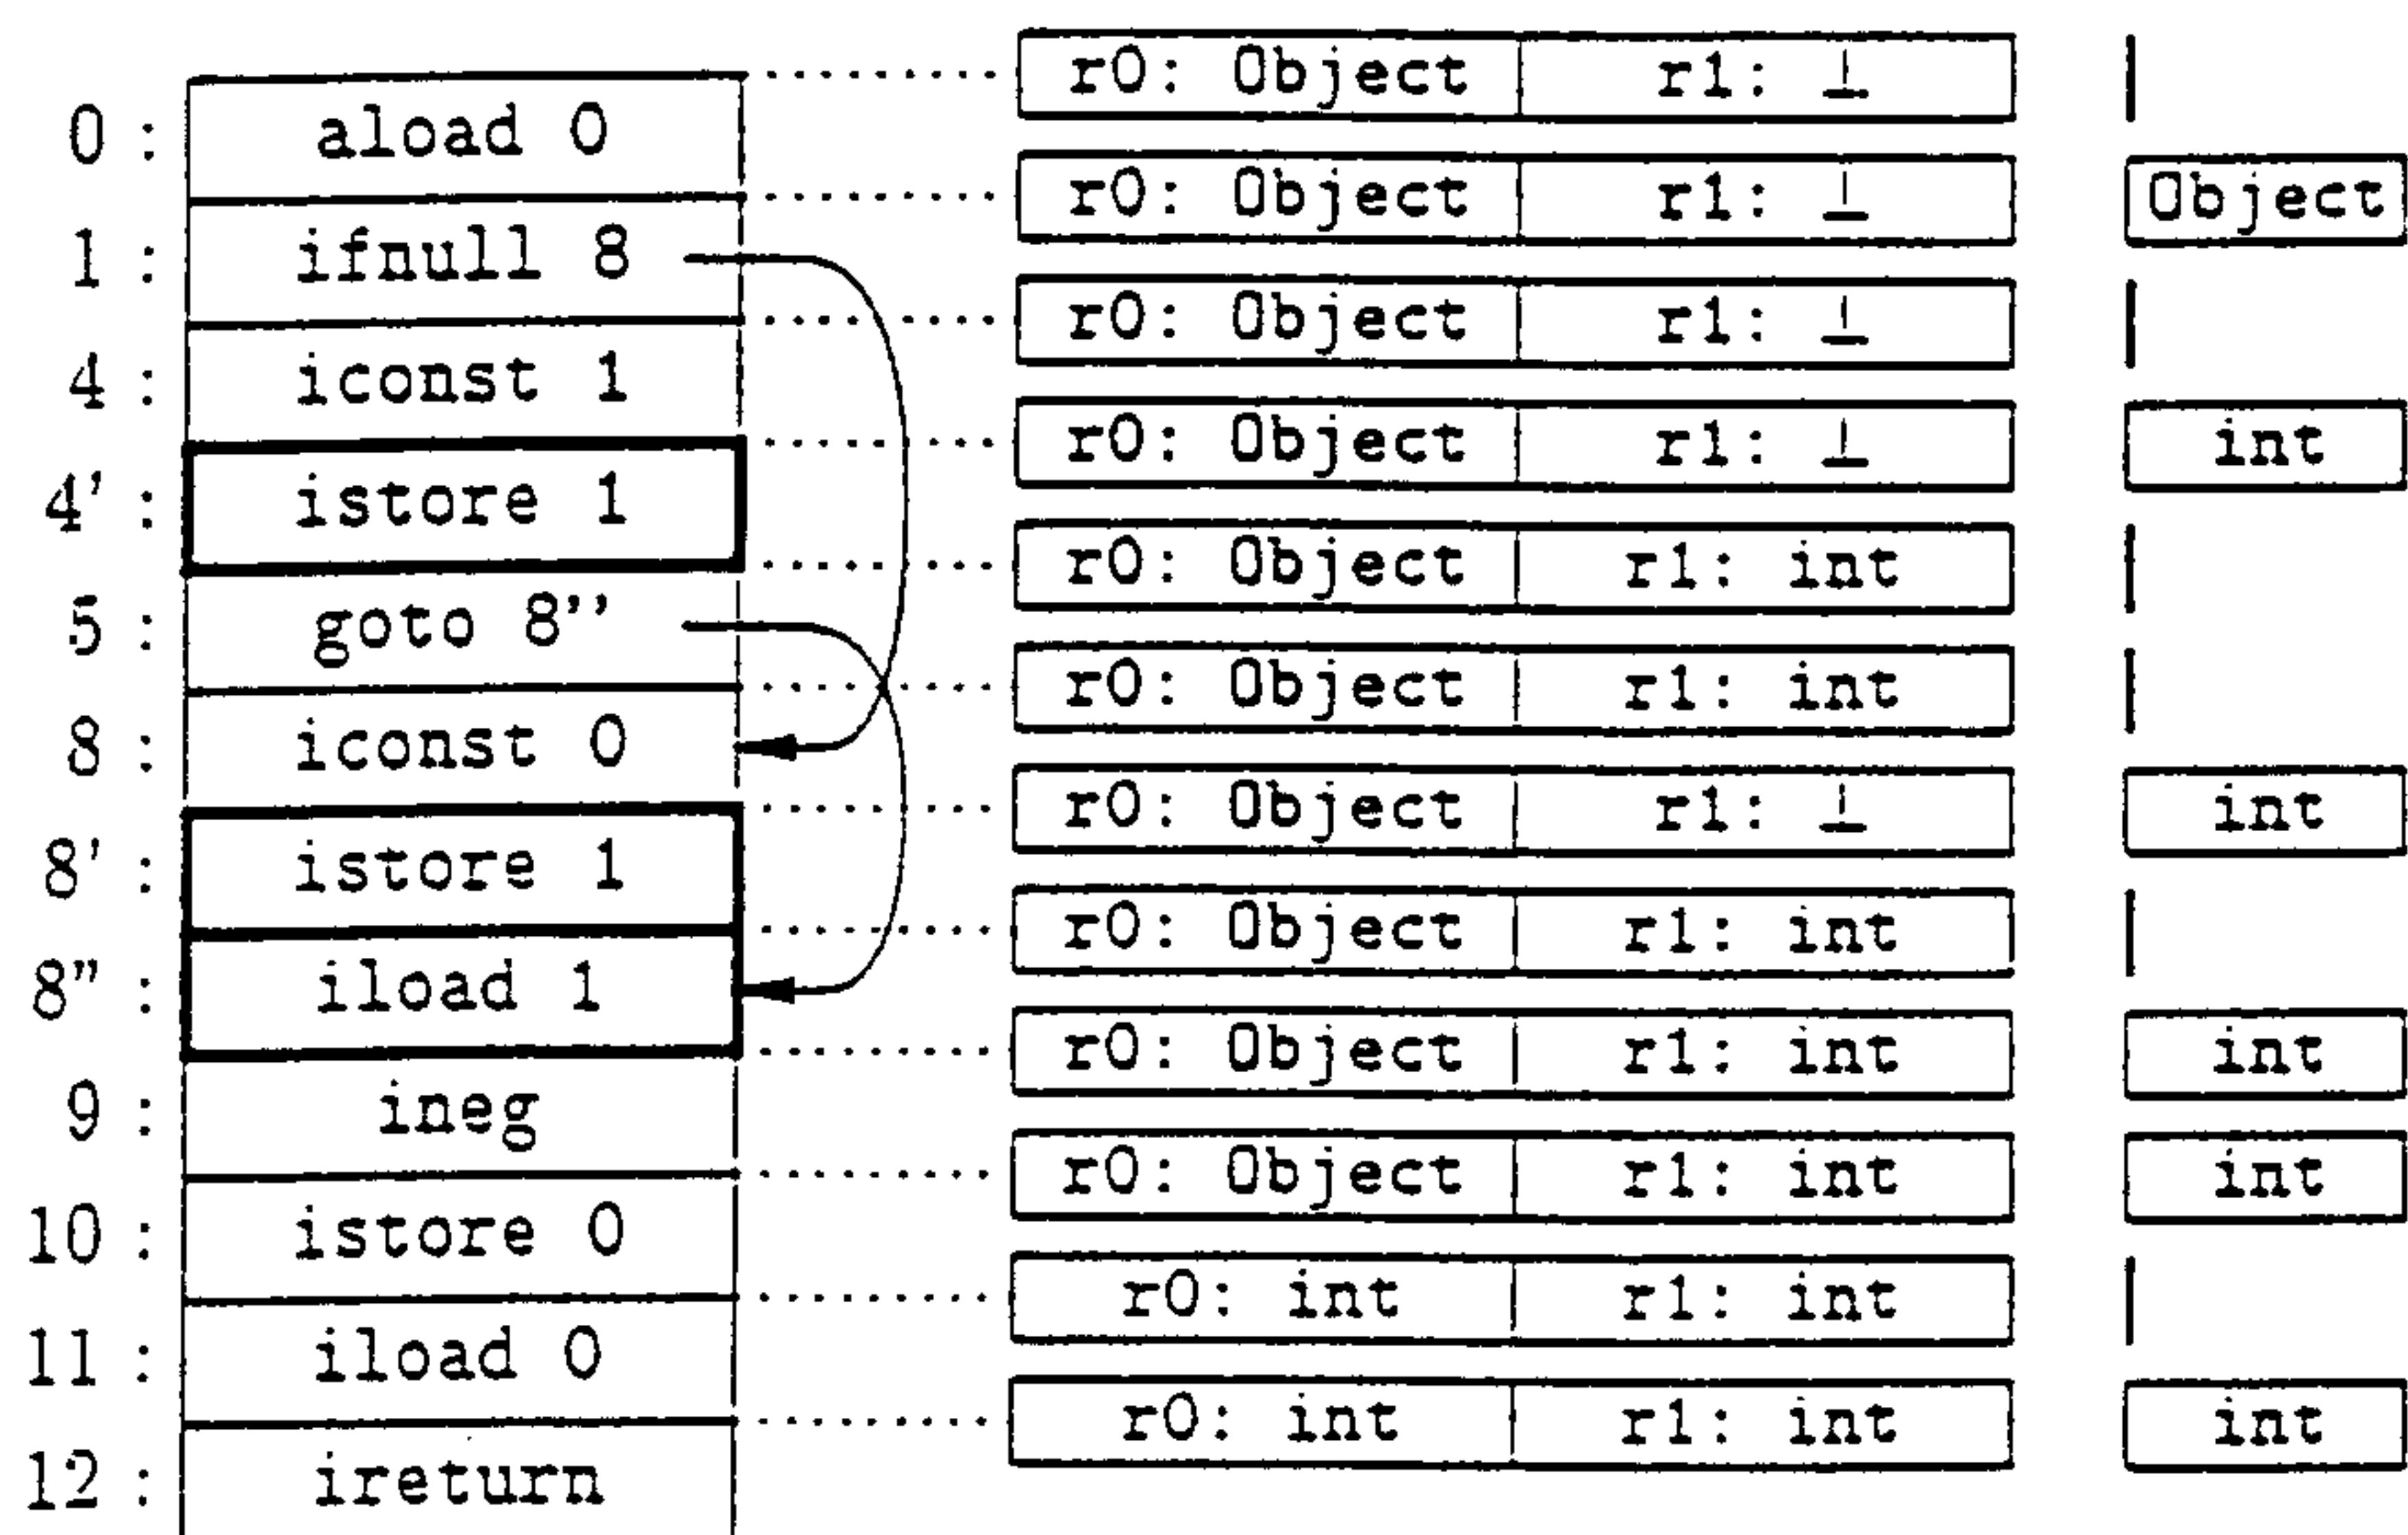 r0: Object r1: ⊥
0 : aload 0
r0: Object r1: ⊥ Object
1 : ifnull 8
r0: Object r1: ⊥
4 : iconst 1
r0: Object r1: ⊥ int
4' : istore 1
r0: Object r1: int
5 : goto 8''
r0: Object r1: int
8 : iconst 0
r0: Object r1: ⊥ int
8' : istore 1
r0: Object r1: int
8" : iload 1
r0: Object r1: int int
9 : ineg
r0: Object r1: int int
10 : istore 0
r0: int r1: int
11 : iload 0
r0: int r1: int int
12 : ireturn